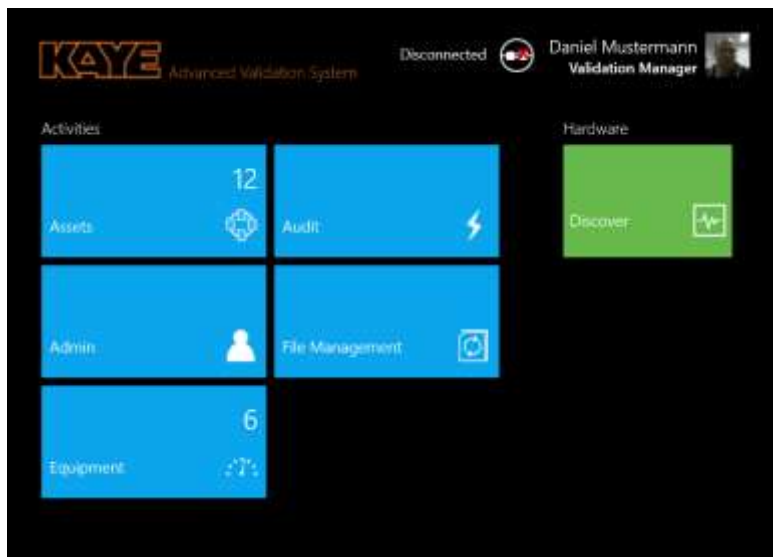 KAYE Advanced Validation System
Disconnected
Daniel Mustermann
Validation Manager
Activities
Hardware
12
Assets
Audit
Discover
Admin
File Management
6
Equipment